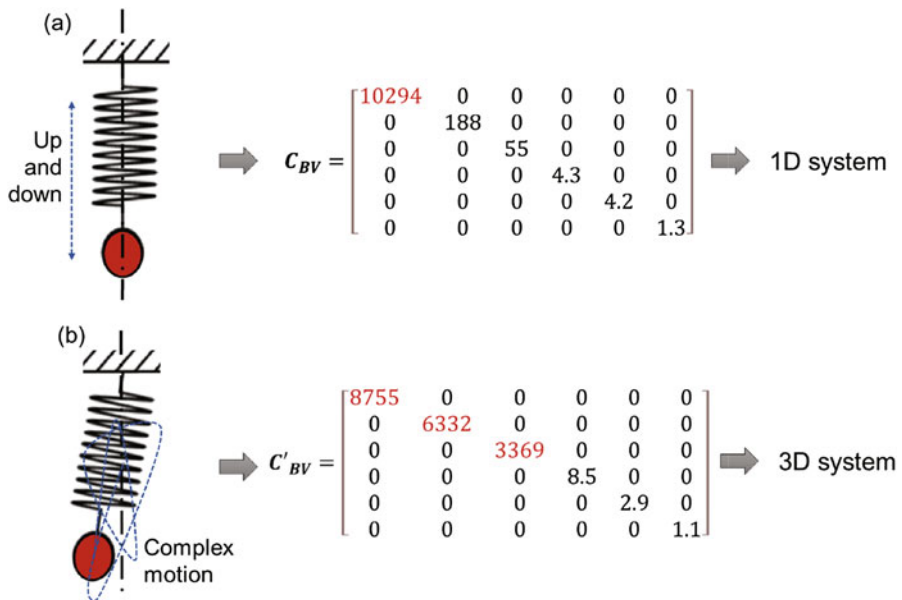 (a)
Up
and
down
C_BV =
10294 0 0 0 0 0
0 188 0 0 0 0
0 0 55 0 0 0
0 0 0 4.3 0 0
0 0 0 0 4.2 0
0 0 0 0 0 1.3
1D system
(b)
Complex
motion
C'_BV =
8755 0 0 0 0 0
0 6332 0 0 0 0
0 0 3369 0 0 0
0 0 0 8.5 0 0
0 0 0 0 2.9 0
0 0 0 0 0 1.1
3D system